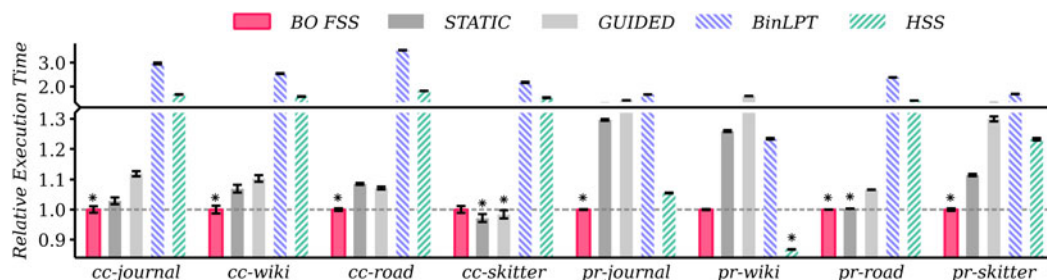 BO FSS STATIC GUIDED BinLPT HSS
Relative Execution Time
3.0
2.0
1.3
1.2
1.1
1.0
0.9
* * * * * * * * * *
cc-journal cc-wiki cc-road cc-skitter pr-journal pr-wiki pr-road pr-skitter